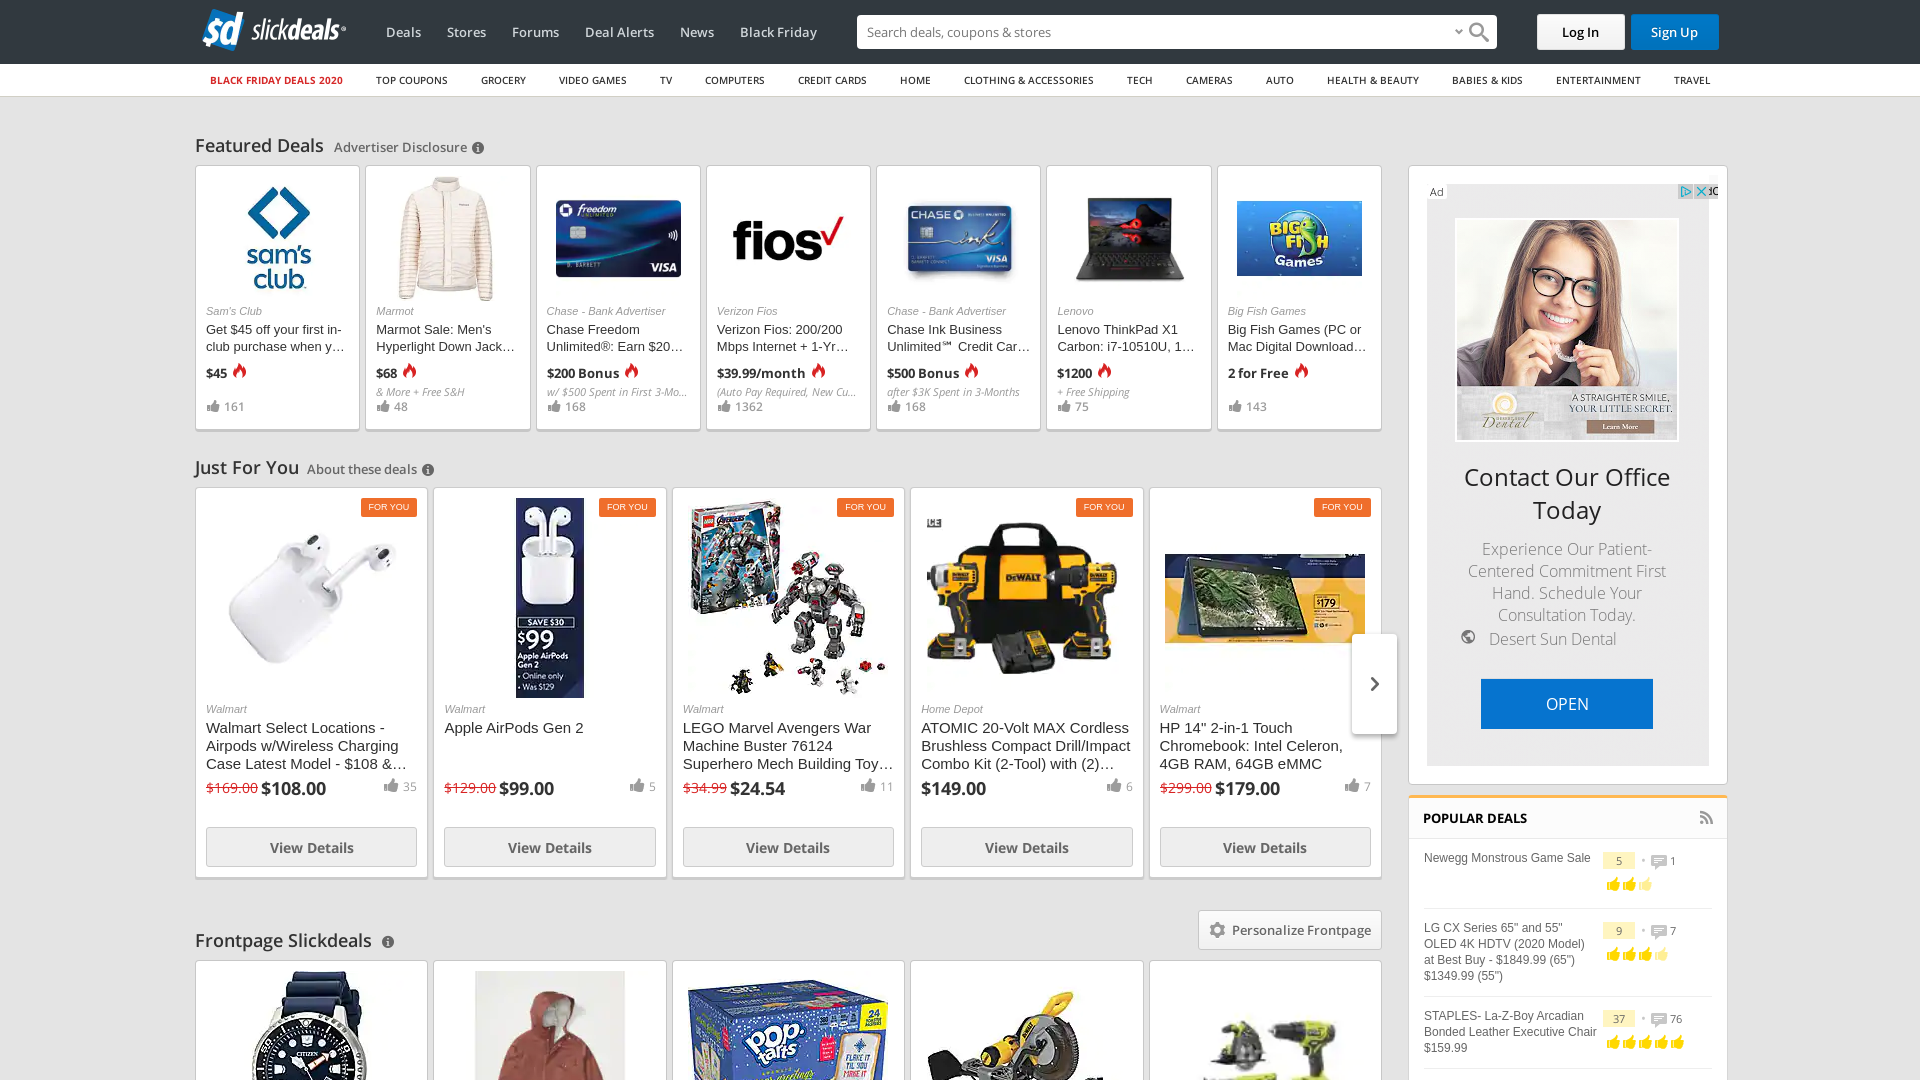 sd slickdeals
Deals
Stores
Forums
Deal Alerts
News
Black Friday
Search deals, coupons & stores
Log In
Sign Up
BLACK FRIDAY DEALS 2020
TOP COUPONS
GROCERY
VIDEO GAMES
TV
COMPUTERS
CREDIT CARDS
HOME
CLOTHING & ACCESSORIES
TECH
CAMERAS
AUTO
HEALTH & BEAUTY
BABIES & KIDS
ENTERTAINMENT
TRAVEL
Featured Deals
Advertiser Disclosure
sam's
club
Sam's Club
Get $45 off your first in-
club purchase when y…
$45
161
Marmot
Marmot Sale: Men's
Hyperlight Down Jack…
$68
& More + Free S&H
48
freedom
UNLIMITED
VISA
Chase - Bank Advertiser
Chase Freedom
Unlimited®: Earn $20…
$200 Bonus
w/ $500 Spent in First 3-Mo...
168
fios
Verizon Fios
Verizon Fios: 200/200
Mbps Internet + 1-Yr…
$39.99/month
(Auto Pay Required, New Cu...
1362
CHASE
ink
VISA
Chase - Bank Advertiser
Chase Ink Business
Unlimited℠ Credit Car…
$500 Bonus
after $3K Spent in 3-Months
168
Lenovo
Lenovo ThinkPad X1
Carbon: i7-10510U, 1…
$1200
+ Free Shipping
75
BIG
FISH
Games
Big Fish Games
Big Fish Games (PC or
Mac Digital Download…
2 for Free
143
Just For You
About these deals
FOR YOU
Walmart
Walmart Select Locations -
Airpods w/Wireless Charging
Case Latest Model - $108 &…
$169.00 $108.00
35
View Details
FOR YOU
SAVE $30
$99
Apple AirPods
Gen 2
• Online only
• Was $129
Walmart
Apple AirPods Gen 2
$129.00 $99.00
5
View Details
FOR YOU
Walmart
LEGO Marvel Avengers War
Machine Buster 76124
Superhero Mech Building Toy…
$34.99 $24.54
11
View Details
FOR YOU
DEWALT
Home Depot
ATOMIC 20-Volt MAX Cordless
Brushless Compact Drill/Impact
Combo Kit (2-Tool) with (2)…
$149.00
6
View Details
FOR YOU
$179
Walmart
HP 14" 2-in-1 Touch
Chromebook: Intel Celeron,
4GB RAM, 64GB eMMC
$299.00 $179.00
7
View Details
Frontpage Slickdeals
Personalize Frontpage
CITIZEN
Pop·
tarts
24
Ad
A STRAIGHTER SMILE,
YOUR LITTLE SECRET.
Dental
Learn More
Contact Our Office
Today
Experience Our Patient-
Centered Commitment First
Hand. Schedule Your
Consultation Today.
Desert Sun Dental
OPEN
POPULAR DEALS
Newegg Monstrous Game Sale
5
1
LG CX Series 65" and 55"
OLED 4K HDTV (2020 Model)
at Best Buy - $1849.99 (65")
$1349.99 (55")
9
7
STAPLES- La-Z-Boy Arcadian
Bonded Leather Executive Chair
$159.99
37
76